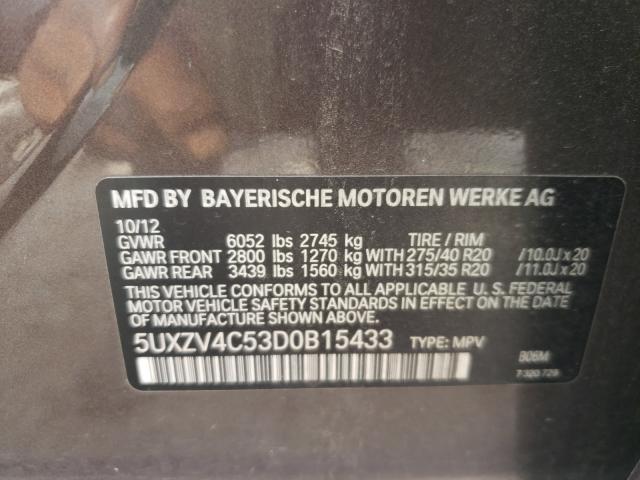 MFD BY BAYERISCHE MOTOREN WERKE AG
10/12
GVWR 6052 lbs 2745 kg TIRE / RIM
GAWR FRONT 2800 lbs 1270 kg WITH 275/40 R20 /10.0J x 20
GAWR REAR 3439 lbs 1560 kg WITH 315/35 R20 /11.0J x 20
THIS VEHICLE CONFORMS TO ALL APPLICABLE U. S. FEDERAL
MOTOR VEHICLE SAFETY STANDARDS IN EFFECT ON THE DATE
OF MANUFACTURE SHOWN ABOVE.
5UXZV4C53D0B15433 TYPE: MPV
B06M
7 320 729